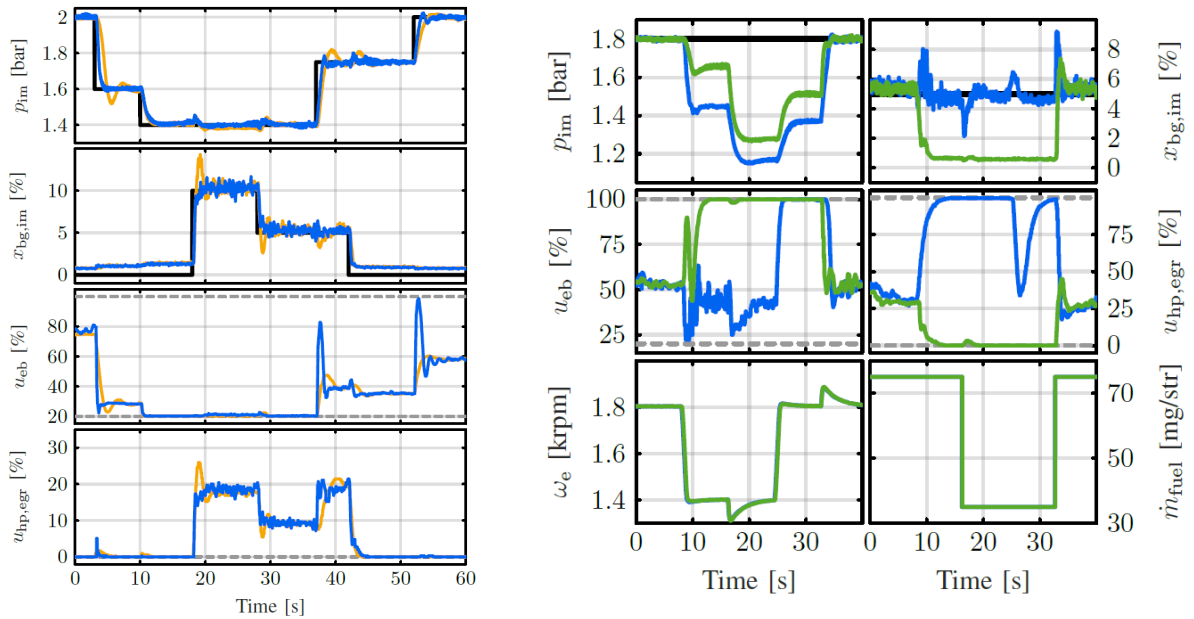 2
1.8
1.6
1.4
p_im [bar]
10
5
0
x_bg,im [%]
80
60
40
20
u_eb [%]
30
20
10
0
u_hp,egr [%]
0 10 20 30 40 50 60
Time [s]
1.8
1.6
1.4
1.2
p_im [bar]
8
6
4
2
0
x_bg,im [%]
100
75
50
25
u_eb [%]
75
50
25
0
u_hp,egr [%]
1.8
1.6
1.4
ω_e [krpm]
70
50
30
ṁ_fuel [mg/str]
0 10 20 30
0 10 20 30
Time [s]
Time [s]